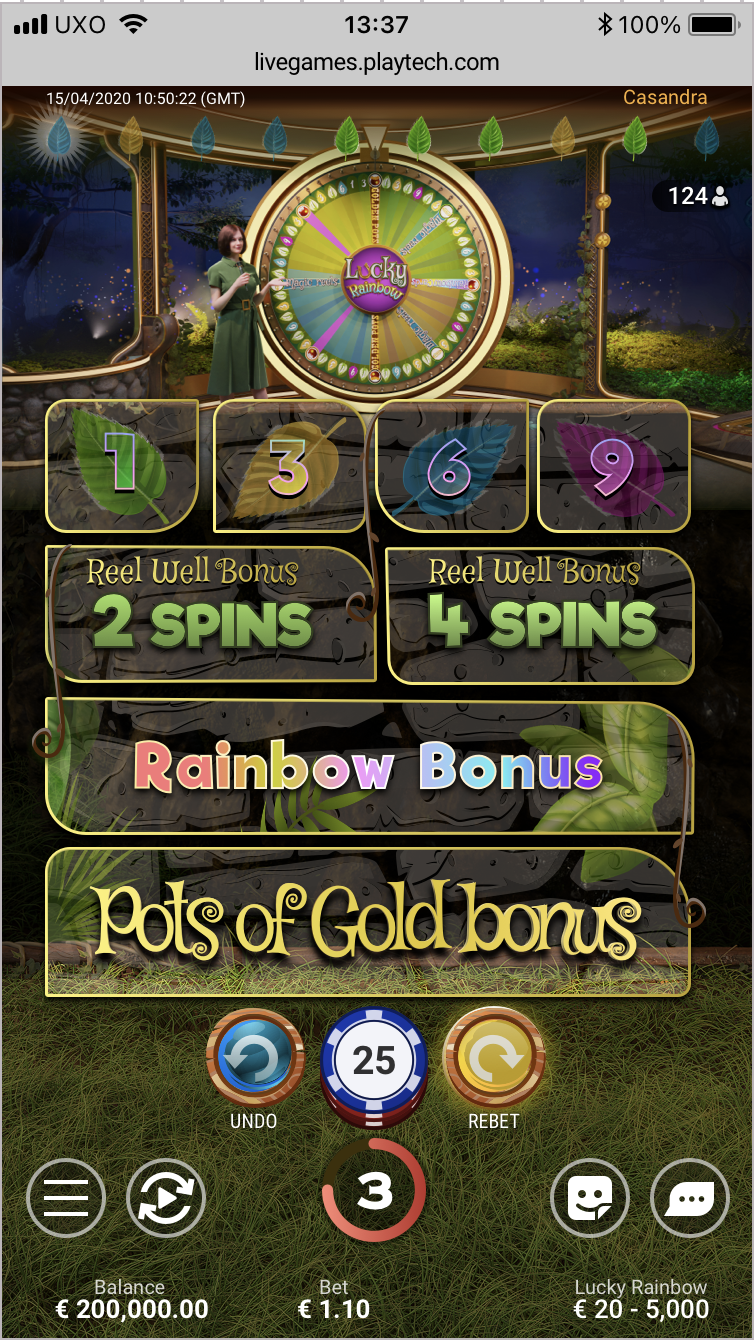 UXO 13:37 100%
livegames.playtech.com
15/04/2020 10:50:22 (GMT) Casandra
124
Lucky
Rainbow
1 3 6 9
Reel Well Bonus Reel Well Bonus
2 SPINS 4 SPINS
Rainbow Bonus
Pots of Gold bonus
25
UNDO REBET
3
Balance Bet Lucky Rainbow
€ 200,000.00 € 1.10 € 20 - 5,000